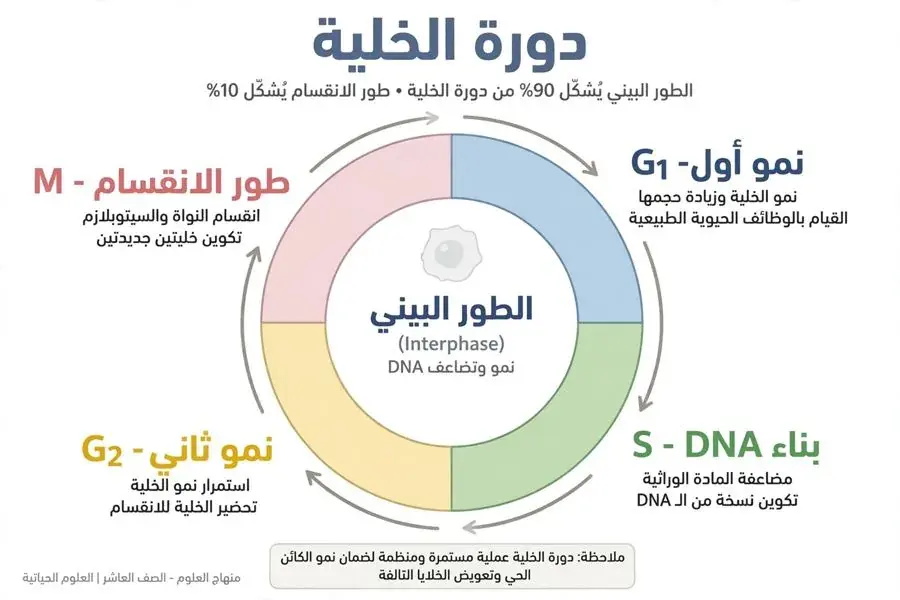 دورة الخلية
الطور البيني يُشكّل 90% من دورة الخلية • طور الانقسام يُشكّل 10%
نمو أول- G1
نمو الخلية وزيادة حجمها
القيام بالوظائف الحيوية الطبيعية
طور الانقسام - M
انقسام النواة والسيتوبلازم
تكوين خليتين جديدتين
الطور البيني
(Interphase)
نمو وتضاعف DNA
بناء S - DNA
مضاعفة المادة الوراثية
تكوين نسخة من الـ DNA
نمو ثاني- G2
استمرار نمو الخلية
تحضير الخلية للانقسام
ملاحظة: دورة الخلية عملية مستمرة ومنظمة لضمان نمو الكائن
الحي وتعويض الخلايا التالفة
منهاج العلوم - الصف العاشر | العلوم الحياتية